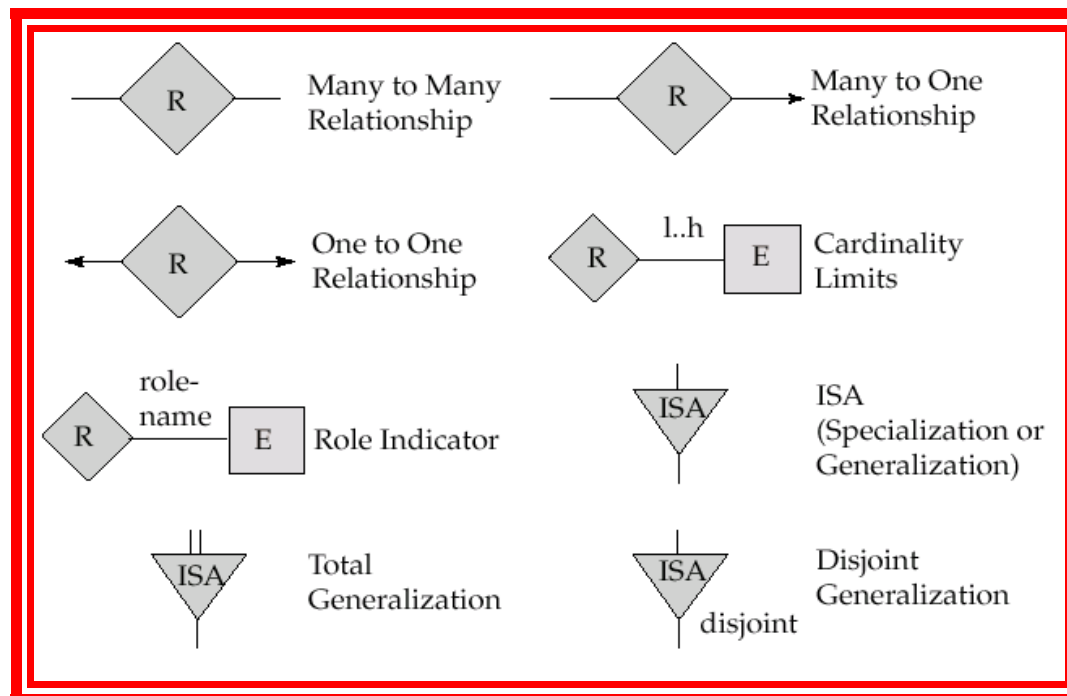 R
Many to Many
Relationship
R
Many to One
Relationship
R
One to One
Relationship
R
l..h
E
Cardinality
Limits
R
role-
name
E
Role Indicator
ISA
ISA
(Specialization or
Generalization)
ISA
Total
Generalization
ISA
disjoint
Disjoint
Generalization